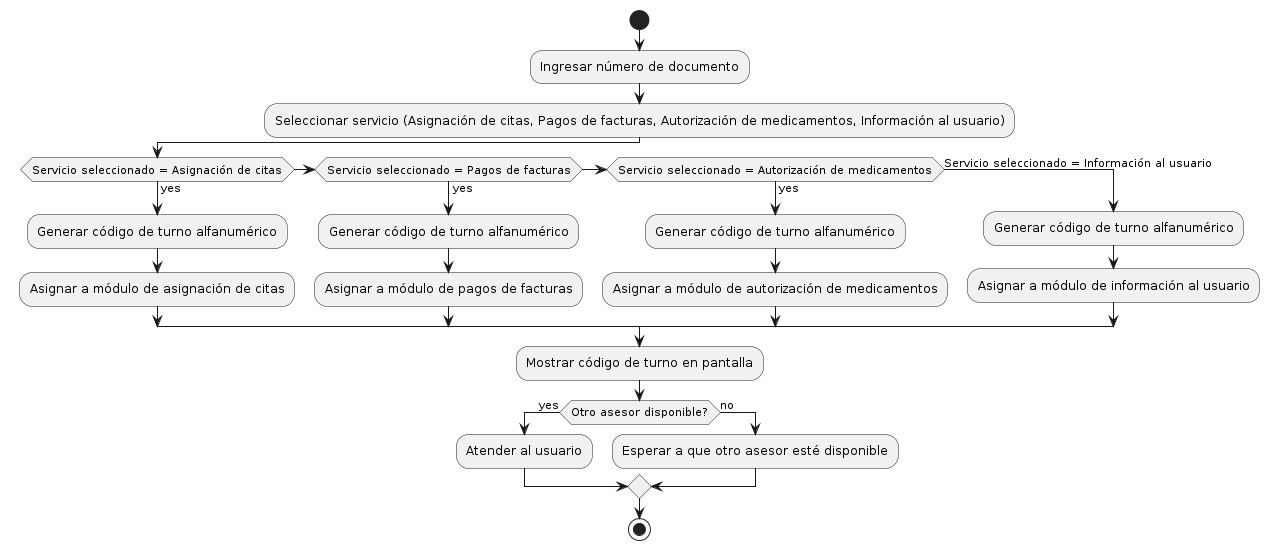 Ingresar número de documento
Seleccionar servicio (Asignación de citas, Pagos de facturas, Autorización de medicamentos, Información al usuario)
Servicio seleccionado = Asignación de citas
yes
Generar código de turno alfanumérico
Asignar a módulo de asignación de citas
Servicio seleccionado = Pagos de facturas
yes
Generar código de turno alfanumérico
Asignar a módulo de pagos de facturas
Servicio seleccionado = Autorización de medicamentos
yes
Generar código de turno alfanumérico
Asignar a módulo de autorización de medicamentos
Servicio seleccionado = Información al usuario
Generar código de turno alfanumérico
Asignar a módulo de información al usuario
Mostrar código de turno en pantalla
Otro asesor disponible?
yes
Atender al usuario
no
Esperar a que otro asesor esté disponible